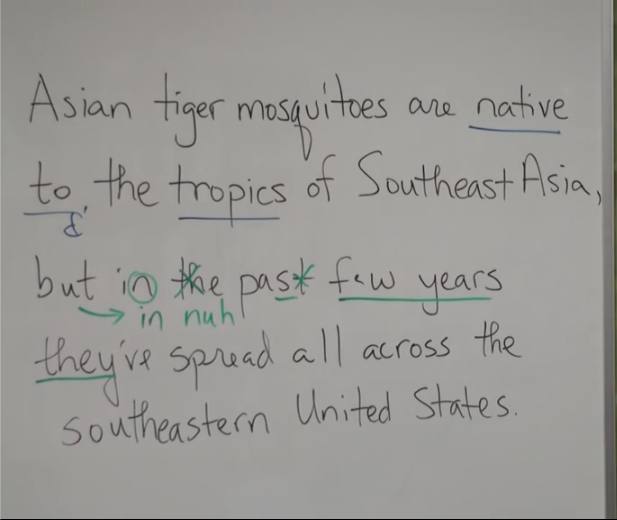 Asian tiger mosquitoes are native
to the tropics of Southeast Asia,
d
but in the past few years
in nuh
they've spread all across the
southeastern United States.